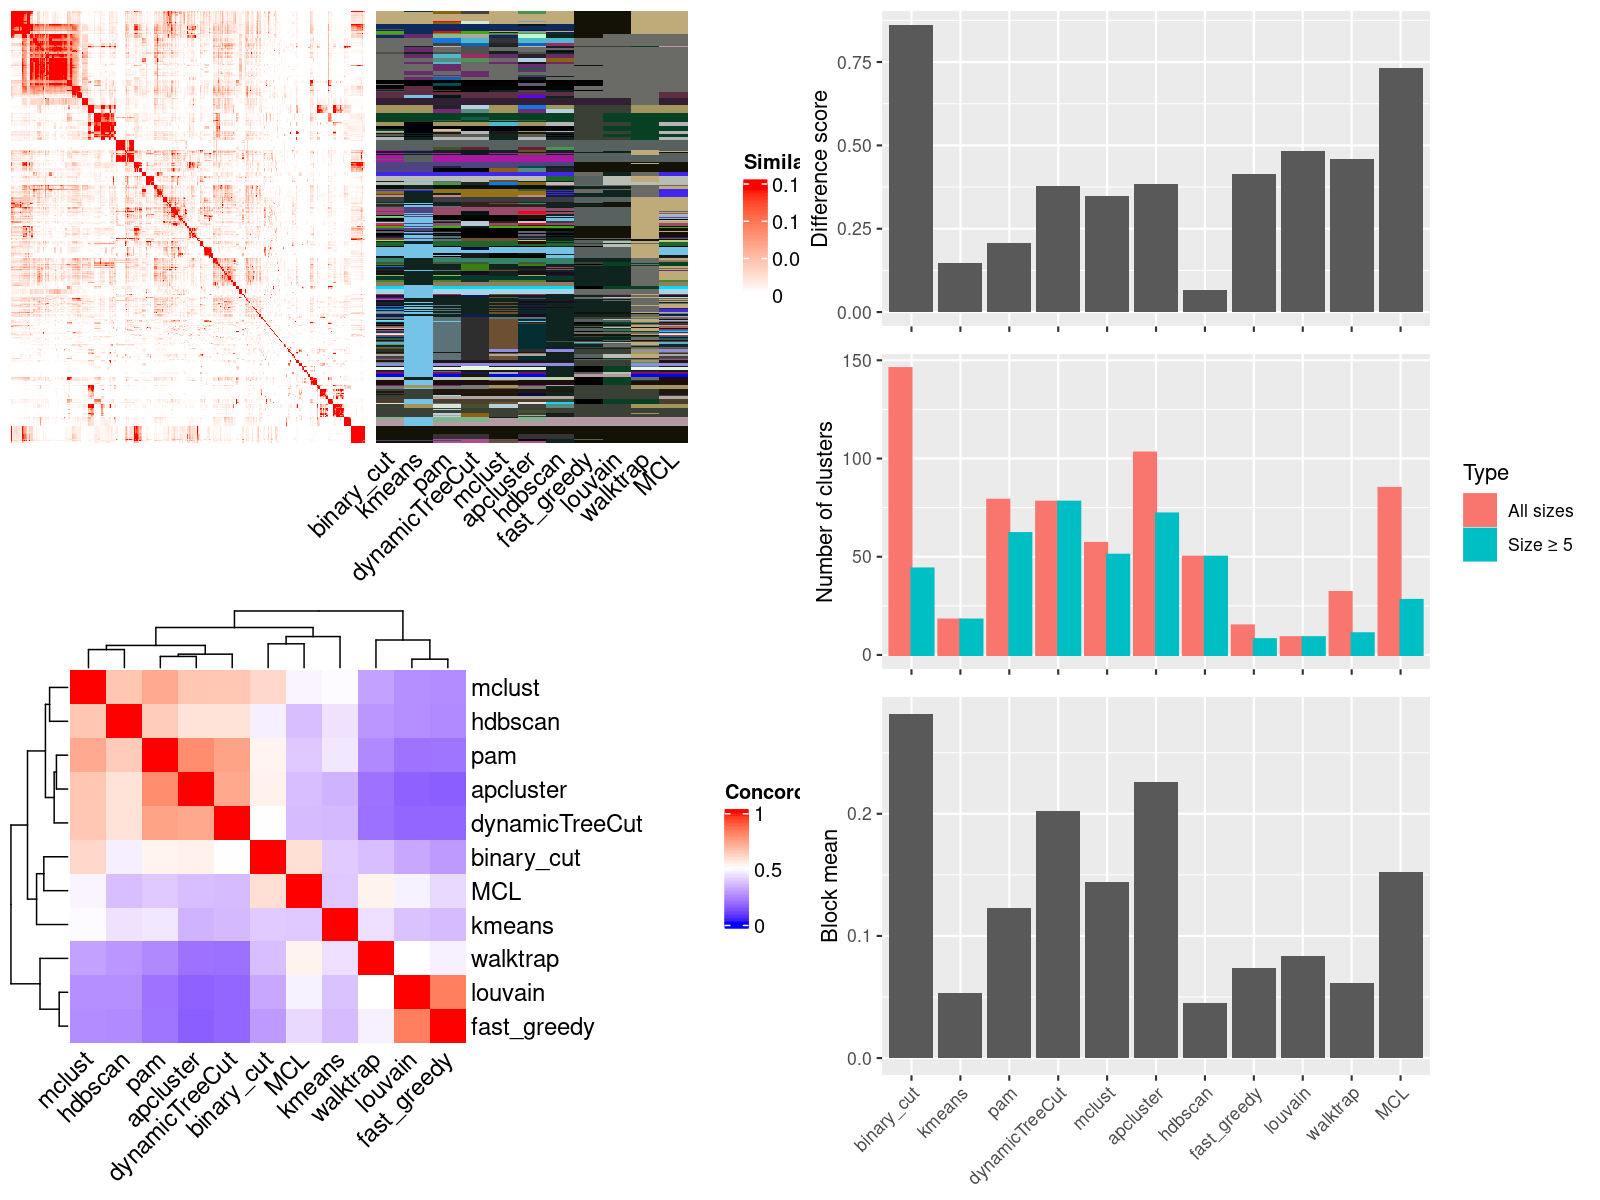 Simila
0.1
0.1
0.0
0
binary_cut
kmeans
pam
dynamicTreeCut
mclust
apcluster
hdbscan
fast_greedy
louvain
walktrap
MCL
mclust
hdbscan
pam
apcluster
dynamicTreeCut
binary_cut
MCL
kmeans
walktrap
louvain
fast_greedy
mclust
hdbscan
pam
apcluster
dynamicTreeCut
binary_cut
MCL
kmeans
walktrap
louvain
fast_greedy
Concord
1
0.5
0
Difference score
0.75
0.50
0.25
0.00
Number of clusters
150
100
50
0
Type
All sizes
Size ≥ 5
Block mean
0.2
0.1
0.0
binary_cut
kmeans
pam
dynamicTreeCut
mclust
apcluster
hdbscan
fast_greedy
louvain
walktrap
MCL